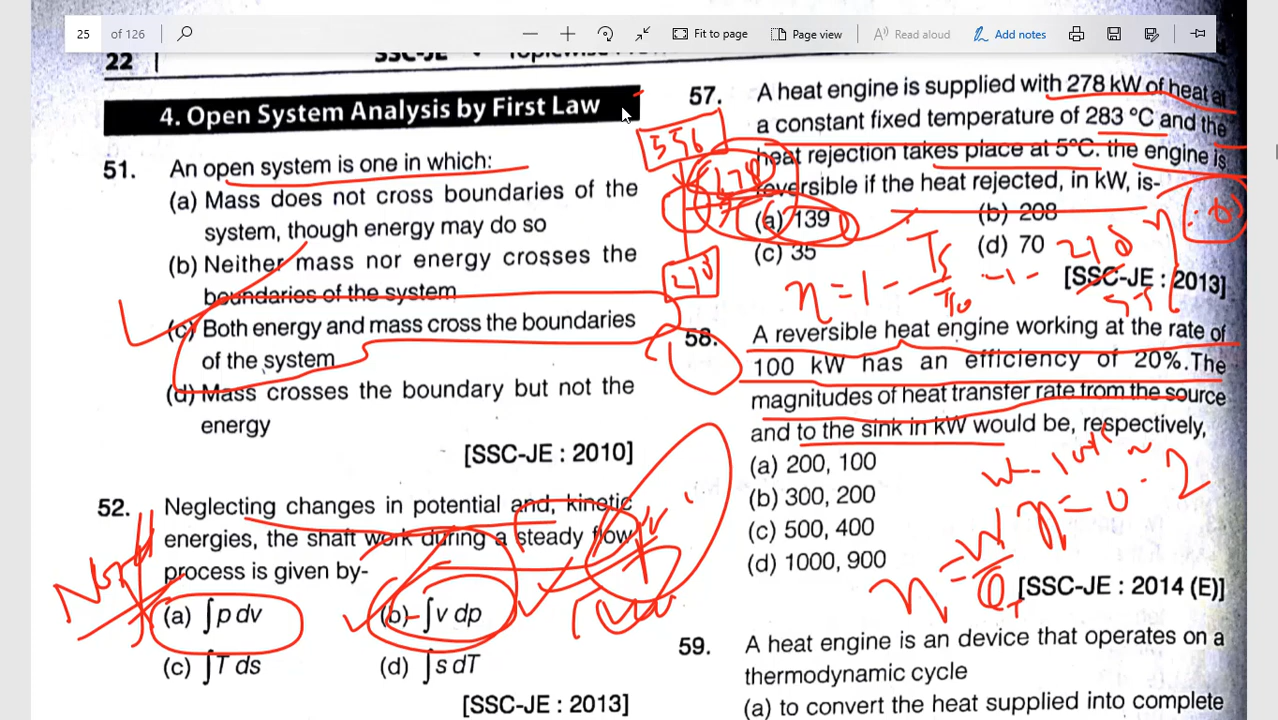 25 of 126
Fit to page
Page view
Read aloud
Add notes
22
SSC-JE
4. Open System Analysis by First Law
51. An open system is one in which:
(a) Mass does not cross boundaries of the
system, though energy may do so
(b) Neither mass nor energy crosses the
boundaries of the system
(c) Both energy and mass cross the boundaries
of the system
(d) Mass crosses the boundary but not the
energy
[SSC-JE : 2010]
52. Neglecting changes in potential and, kinetic
energies, the shaft work during a steady flow
process is given by-
(a) ∫p dv
(b) -∫v dp
(c) ∫T ds
(d) ∫s dT
[SSC-JE : 2013]
57. A heat engine is supplied with 278 kW of heat at
a constant fixed temperature of 283 °C and the
heat rejection takes place at 5°C. the engine is
reversible if the heat rejected, in kW, is-
(a) 139
(b) 208
(c) 35
(d) 70
[SSC-JE : 2013]
556
278
η = 1 -
58. A reversible heat engine working at the rate of
100 kW has an efficiency of 20%.The
magnitudes of heat transfer rate from the source
and to the sink in kW would be, respectively,
(a) 200, 100
(b) 300, 200
(c) 500, 400
(d) 1000, 900
[SSC-JE : 2014 (E)]
η = 0.2
59. A heat engine is an device that operates on a
thermodynamic cycle
(a) to convert the heat supplied into complete